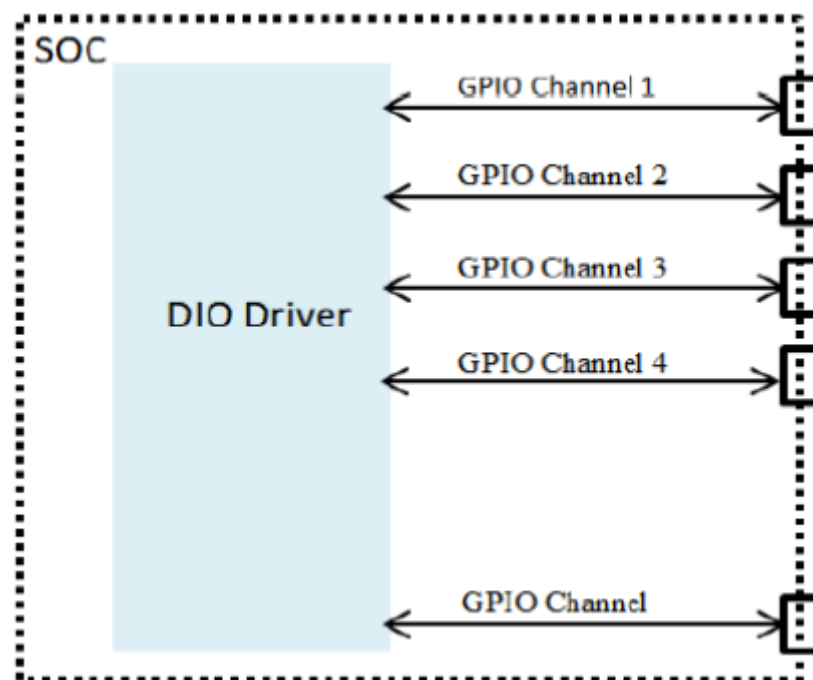 SOC
GPIO Channel 1
GPIO Channel 2
GPIO Channel 3
DIO Driver
GPIO Channel 4
GPIO Channel